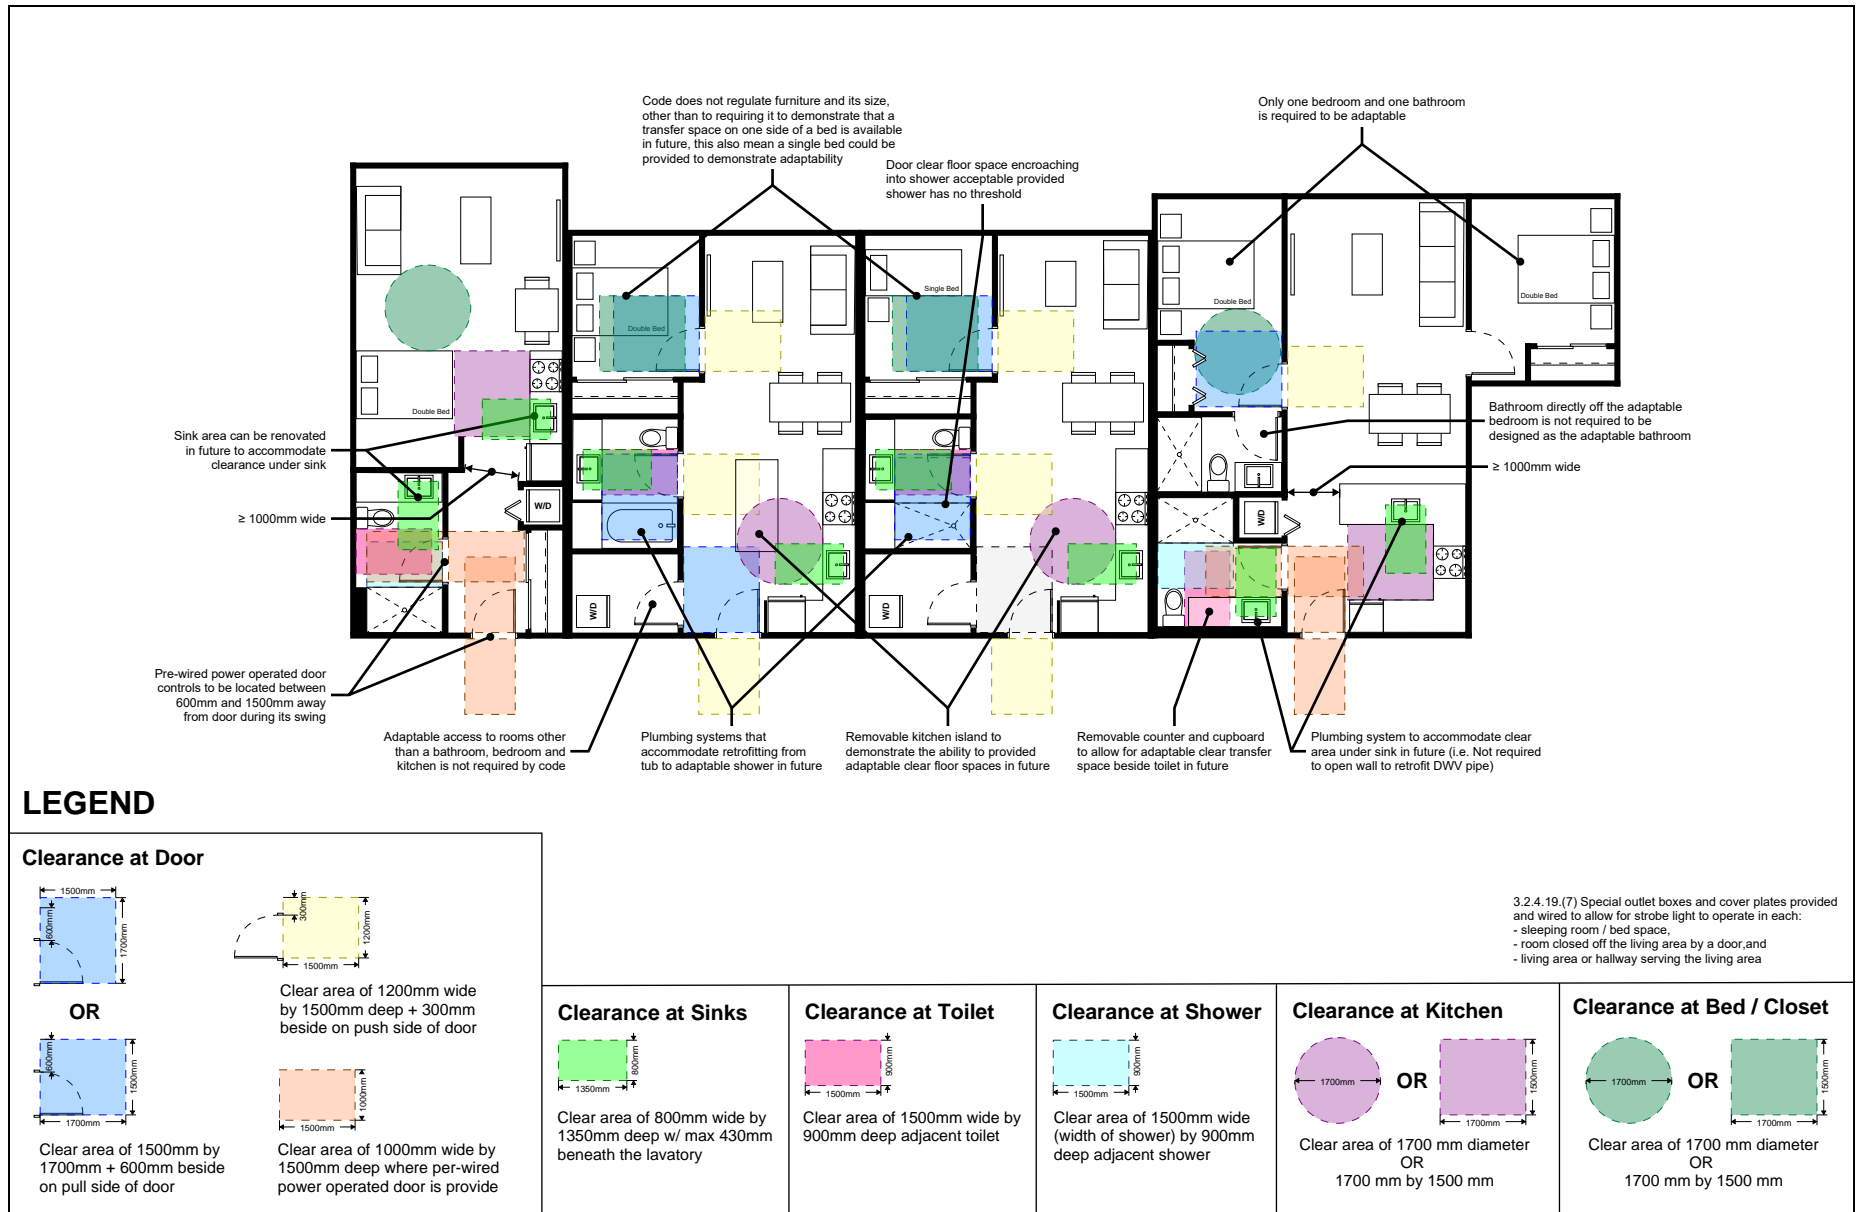 Code does not regulate furniture and its size,
other than to requiring it to demonstrate that a
transfer space on one side of a bed is available
in future, this also mean a single bed could be
provided to demonstrate adaptability
Only one bedroom and one bathroom
is required to be adaptable
Door clear floor space encroaching
into shower acceptable provided
shower has no threshold
Single Bed
Double Bed
Double Bed
Double Bed
Double Bed
Sink area can be renovated
in future to accommodate
clearance under sink
Bathroom directly off the adaptable
bedroom is not required to be
designed as the adaptable bathroom
≥ 1000mm wide
≥ 1000mm wide
W/D
W/D
W/D
W/D
Pre-wired power operated door
controls to be located between
600mm and 1500mm away
from door during its swing
Adaptable access to rooms other
than a bathroom, bedroom and
kitchen is not required by code
Plumbing systems that
accommodate retrofitting from
tub to adaptable shower in future
Removable kitchen island to
demonstrate the ability to provided
adaptable clear floor spaces in future
Removable counter and cupboard
to allow for adaptable clear transfer
space beside toilet in future
Plumbing system to accommodate clear
area under sink in future (i.e. Not required
to open wall to retrofit DWV pipe)
LEGEND
Clearance at Door
1500mm
600mm
1700mm
OR
600mm
1500mm
1700mm
Clear area of 1500mm by
1700mm + 600mm beside
on pull side of door
300mm
1200mm
1500mm
Clear area of 1200mm wide
by 1500mm deep + 300mm
beside on push side of door
1000mm
1500mm
Clear area of 1000mm wide by
1500mm deep where per-wired
power operated door is provide
3.2.4.19.(7) Special outlet boxes and cover plates provided
and wired to allow for strobe light to operate in each:
- sleeping room / bed space,
- room closed off the living area by a door,and
- living area or hallway serving the living area
Clearance at Sinks
800mm
1350mm
Clear area of 800mm wide by
1350mm deep w/ max 430mm
beneath the lavatory
Clearance at Toilet
900mm
1500mm
Clear area of 1500mm wide by
900mm deep adjacent toilet
Clearance at Shower
900mm
1500mm
Clear area of 1500mm wide
(width of shower) by 900mm
deep adjacent shower
Clearance at Kitchen
1700mm
OR
1500mm
1700mm
Clear area of 1700 mm diameter
OR
1700 mm by 1500 mm
Clearance at Bed / Closet
1700mm
OR
1500mm
1700mm
Clear area of 1700 mm diameter
OR
1700 mm by 1500 mm